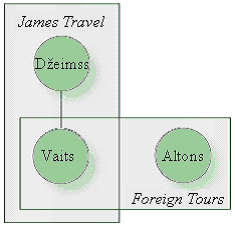 James Travel
Džeimss
Vaits
Altons
Foreign Tours